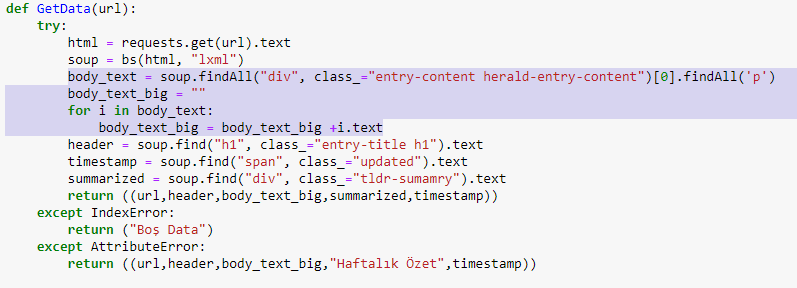 def GetData(url):
    try:
        html = requests.get(url).text
        soup = bs(html, "lxml")
        body_text = soup.findAll("div", class_="entry-content herald-entry-content")[0].findAll('p')
        body_text_big = ""
        for i in body_text:
            body_text_big = body_text_big +i.text
        header = soup.find("h1", class_="entry-title h1").text
        timestamp = soup.find("span", class_="updated").text
        summarized = soup.find("div", class_="tldr-sumamry").text
        return ((url,header,body_text_big,summarized,timestamp))
    except IndexError:
        return ("Boş Data")
    except AttributeError:
        return ((url,header,body_text_big,"Haftalık Özet",timestamp))